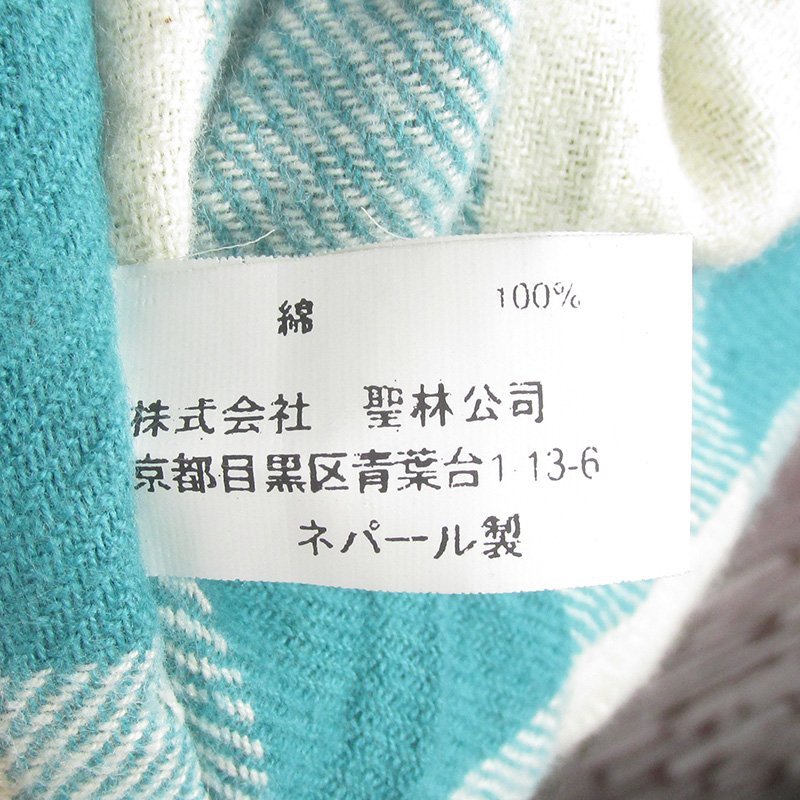 綿 100%
株式会社 聖林公司
京都目黒区青葉台1-13-6
ネパール製